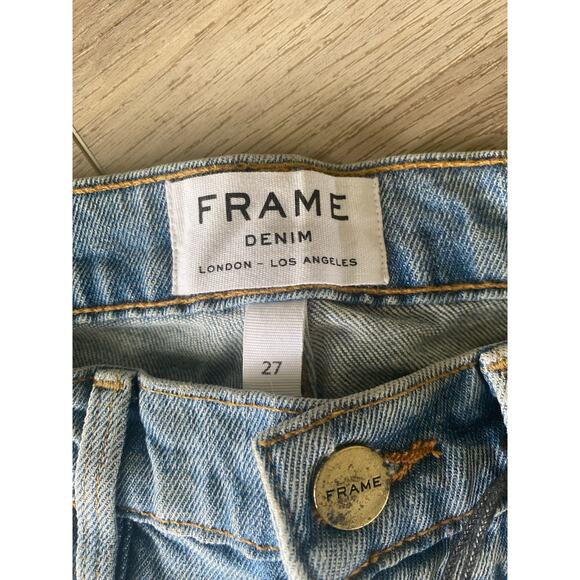 FRAME
DENIM
LONDON - LOS ANGELES
27
FRAME